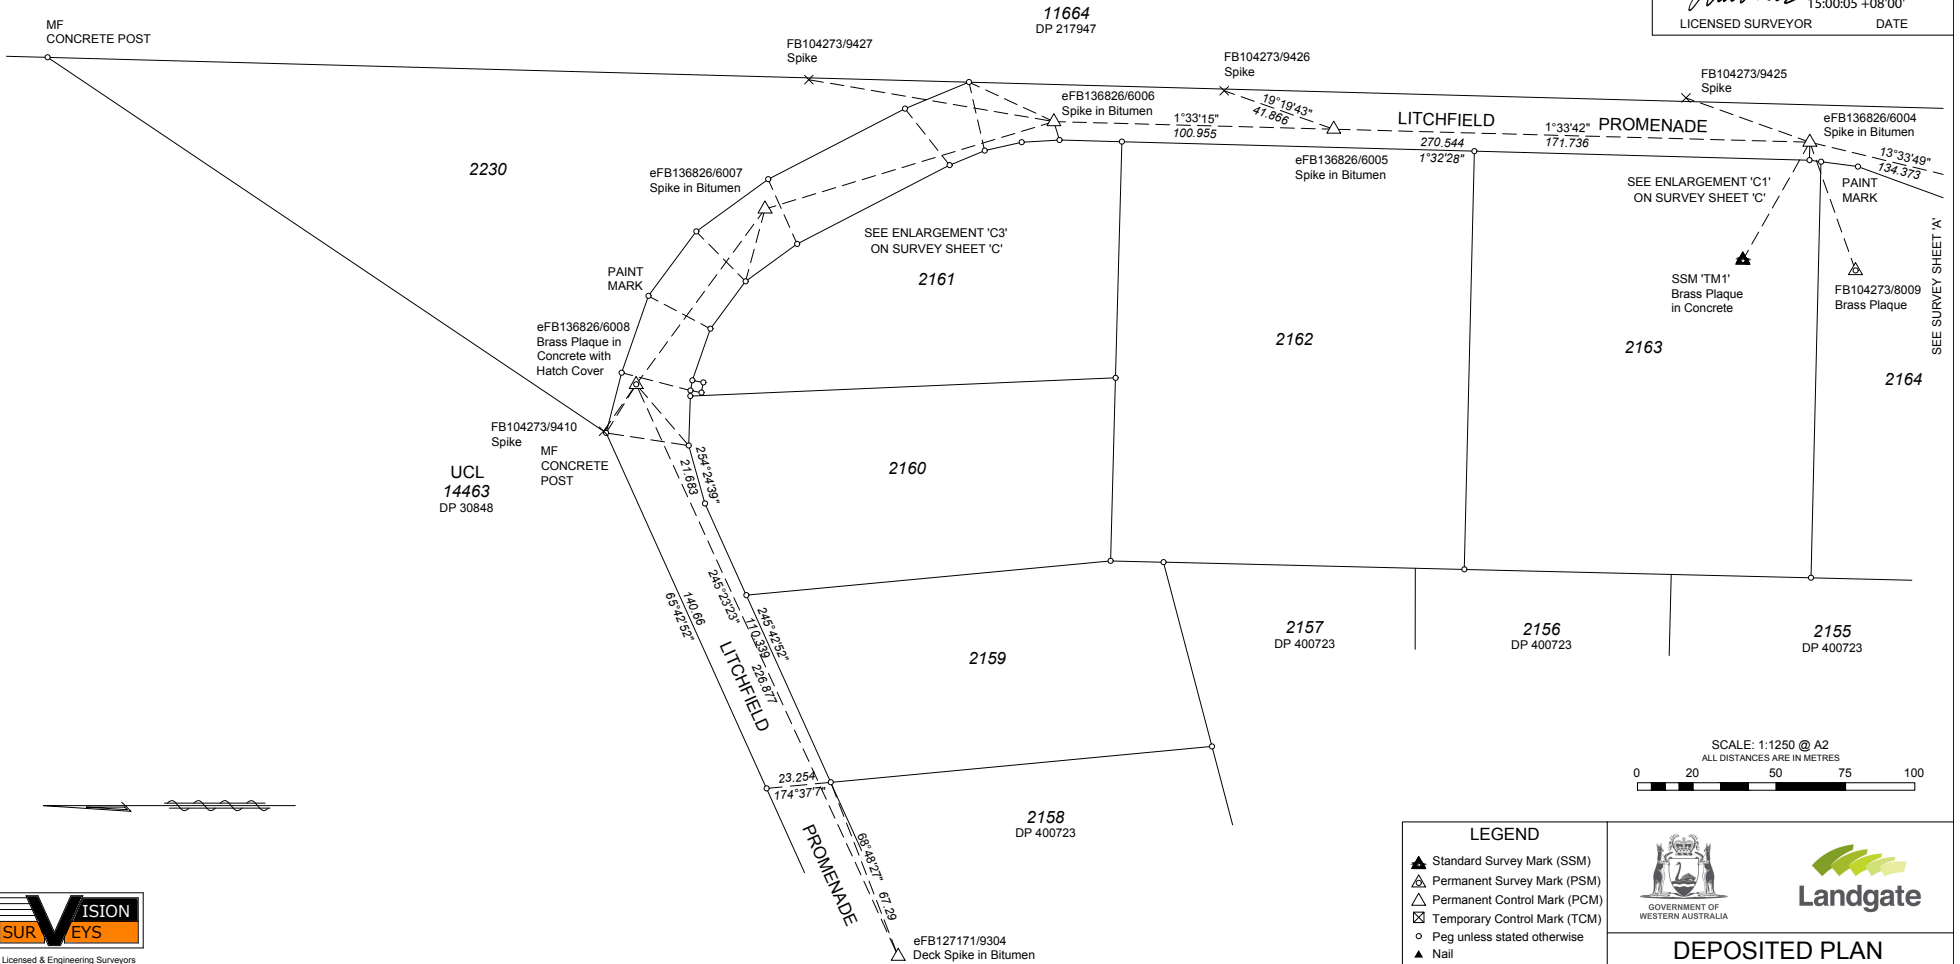 MF
CONCRETE POST
11664
DP 217947
15:00:05 +08'00'
LICENSED SURVEYOR DATE
FB104273/9427
Spike
FB104273/9426
Spike
FB104273/9425
Spike
eFB136826/6006
Spike in Bitumen
19°19'43"
41.866
1°33'15"
100.955
LITCHFIELD PROMENADE
1°33'42"
171.736
eFB136826/6004
Spike in Bitumen
13°33'49"
134.373
270.544
1°32'28"
eFB136826/6005
Spike in Bitumen
2230
eFB136826/6007
Spike in Bitumen
SEE ENLARGEMENT 'C1'
ON SURVEY SHEET 'C'
PAINT
MARK
SEE ENLARGEMENT 'C3'
ON SURVEY SHEET 'C'
2161
PAINT
MARK
SSM 'TM1'
Brass Plaque
in Concrete
FB104273/8009
Brass Plaque
SEE SURVEY SHEET 'A'
eFB136826/6008
Brass Plaque in
Concrete with
Hatch Cover
2162
2163
2164
FB104273/9410
Spike
MF
CONCRETE
POST
UCL
14463
DP 30848
254°24'39"
21.683
2160
245°23'23"
226.877
140.66
65°42'52"
245°42'52"
110.339
LITCHFIELD
2159
2157
DP 400723
2156
DP 400723
2155
DP 400723
23.254
174°37'7"
PROMENADE
2158
DP 400723
68°48'27"
67.29
eFB127171/9304
Deck Spike in Bitumen
SCALE: 1:1250 @ A2
ALL DISTANCES ARE IN METRES
0 20 50 75 100
VISION
SURVEYS
Licensed & Engineering Surveyors
LEGEND
Standard Survey Mark (SSM)
Permanent Survey Mark (PSM)
Permanent Control Mark (PCM)
Temporary Control Mark (TCM)
Peg unless stated otherwise
Nail
GOVERNMENT OF
WESTERN AUSTRALIA
Landgate
DEPOSITED PLAN